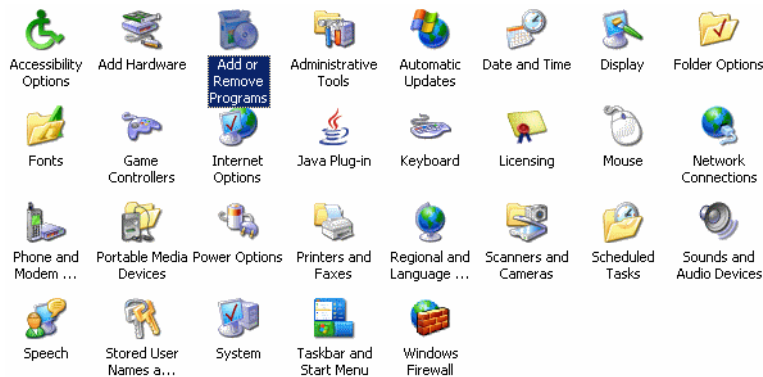 Accessibility Options
Add Hardware
Add or Remove Programs
Administrative Tools
Automatic Updates
Date and Time
Display
Folder Options
Fonts
Game Controllers
Internet Options
Java Plug-in
Keyboard
Licensing
Mouse
Network Connections
Phone and Modem ...
Portable Media Devices
Power Options
Printers and Faxes
Regional and Language ...
Scanners and Cameras
Scheduled Tasks
Sounds and Audio Devices
Speech
Stored User Names a...
System
Taskbar and Start Menu
Windows Firewall